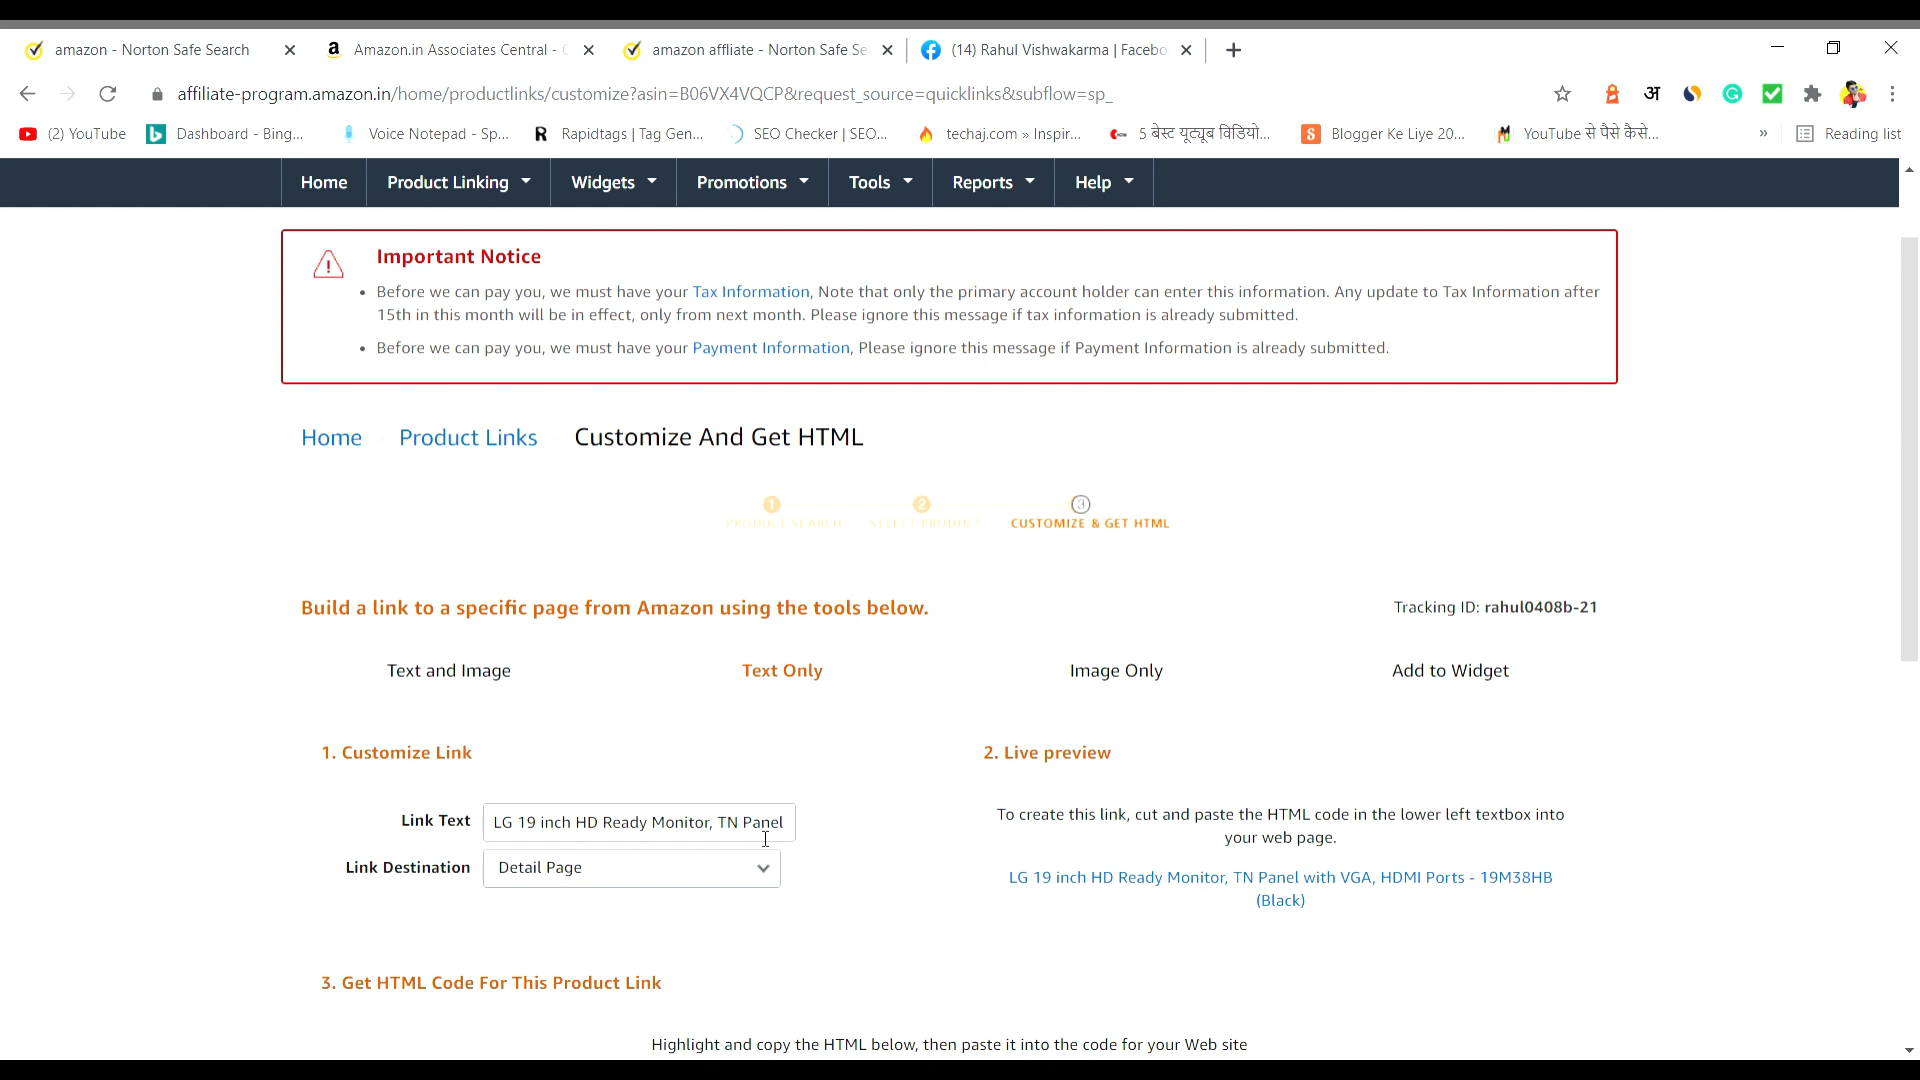 amazon - Norton Safe Search
Amazon.in Associates Central -
amazon affliate - Norton Safe Se
(14) Rahul Vishwakarma | Facebo
affiliate-program.amazon.in/home/productlinks/customize?asin=B06VX4VQCP&request_source=quicklinks&subflow=sp_
अ
(2) YouTube
Dashboard - Bing...
Voice Notepad - Sp...
Rapidtags | Tag Gen...
SEO Checker | SEO...
techaj.com » Inspir...
5 बेस्ट यूट्यूब विडियो...
Blogger Ke Liye 20...
YouTube से पैसे कैसे...
»
Reading list
Home
Product Linking
Widgets
Promotions
Tools
Reports
Help
Important Notice
• Before we can pay you, we must have your Tax Information, Note that only the primary account holder can enter this information. Any update to Tax Information after
15th in this month will be in effect, only from next month. Please ignore this message if tax information is already submitted.
• Before we can pay you, we must have your Payment Information, Please ignore this message if Payment Information is already submitted.
Home
Product Links
Customize And Get HTML
1
2
3
PRODUCT SEARCH
SELECT PRODUCT
CUSTOMIZE & GET HTML
Build a link to a specific page from Amazon using the tools below.
Tracking ID: rahul0408b-21
Text and Image
Text Only
Image Only
Add to Widget
1. Customize Link
2. Live preview
Link Text
LG 19 inch HD Ready Monitor, TN Panel
To create this link, cut and paste the HTML code in the lower left textbox into
your web page.
Link Destination
Detail Page
LG 19 inch HD Ready Monitor, TN Panel with VGA, HDMI Ports - 19M38HB
(Black)
3. Get HTML Code For This Product Link
Highlight and copy the HTML below, then paste it into the code for your Web site